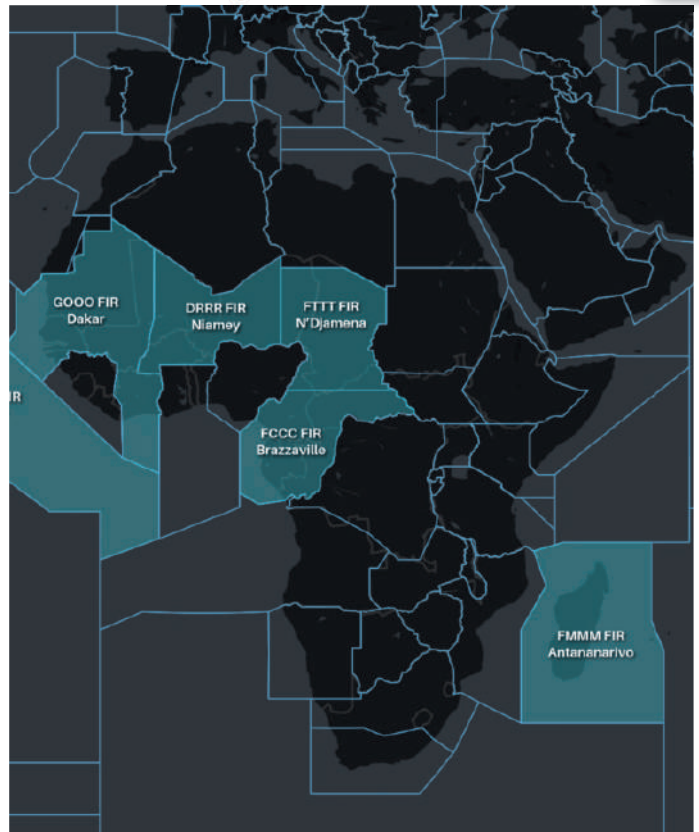 GOOO FIR
Dakar
DRRR FIR
Niamey
FTTT FIR
N'Djamena
IR
FCCC FIR
Brazzaville
FMMM FIR
Antananarivo